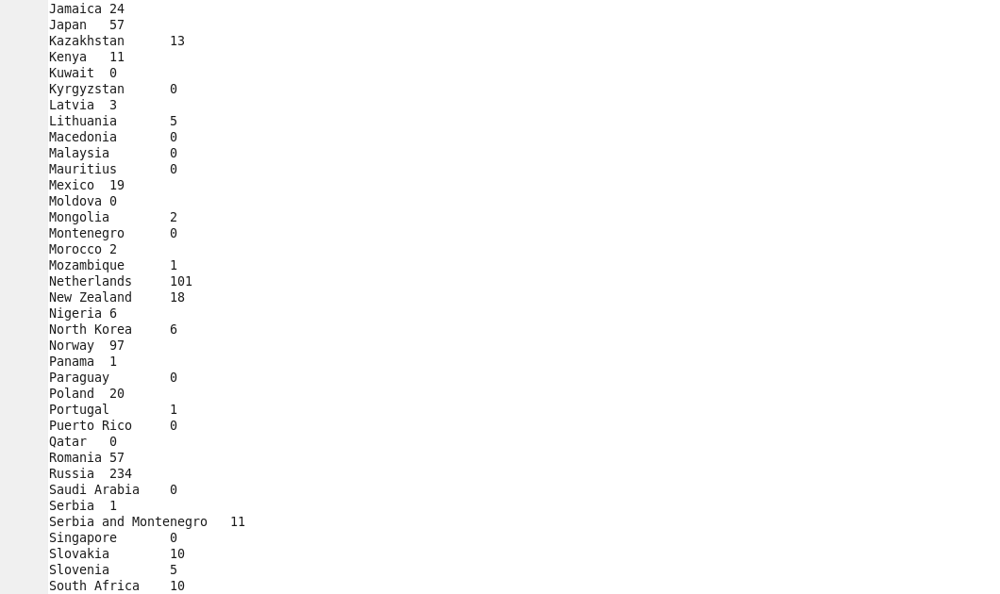 Jamaica 24
Japan	57
Kazakhstan	13
Kenya	11
Kuwait	0
Kyrgyzstan	0
Latvia	3
Lithuania	5
Macedonia	0
Malaysia	0
Mauritius	0
Mexico	19
Moldova	0
Mongolia	2
Montenegro	0
Morocco	2
Mozambique	1
Netherlands	101
New Zealand	18
Nigeria	6
North Korea	6
Norway	97
Panama	1
Paraguay	0
Poland	20
Portugal	1
Puerto Rico	0
Qatar	0
Romania	57
Russia	234
Saudi Arabia	0
Serbia	1
Serbia and Montenegro	11
Singapore	0
Slovakia	10
Slovenia	5
South Africa	10